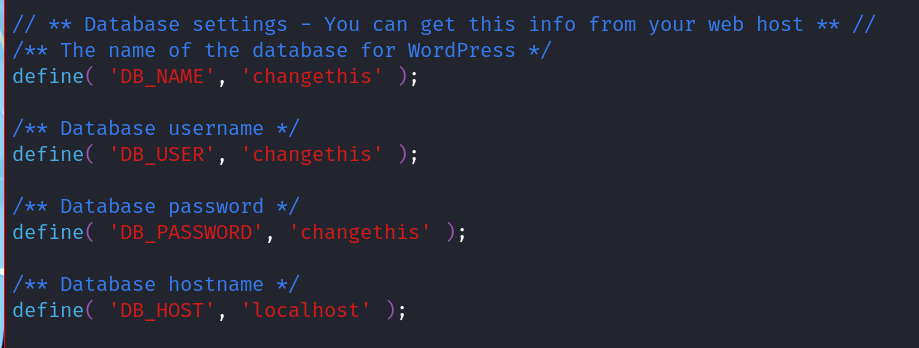 // ** Database settings - You can get this info from your web host ** //
/** The name of the database for WordPress */
define( 'DB_NAME', 'changethis' );
/** Database username */
define( 'DB_USER', 'changethis' );
/** Database password */
define( 'DB_PASSWORD', 'changethis' );
/** Database hostname */
define( 'DB_HOST', 'localhost' );